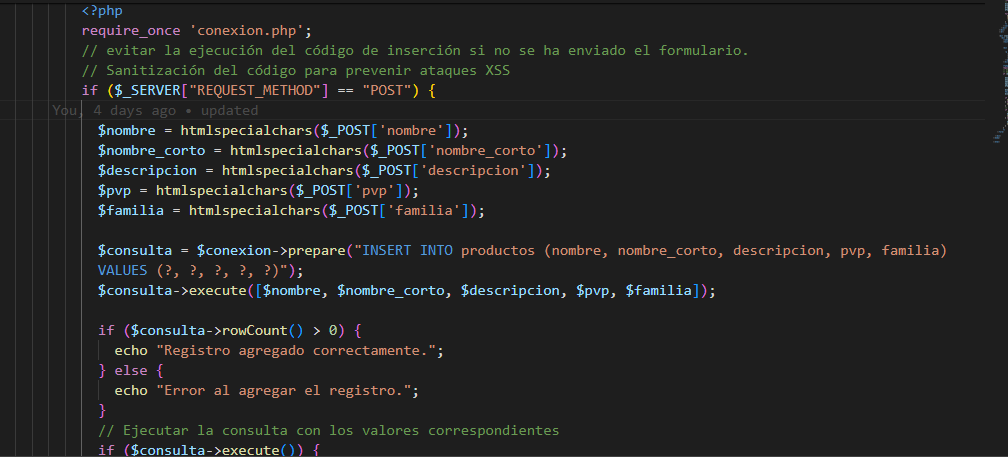 <?php
require_once 'conexion.php';
// evitar la ejecución del código de inserción si no se ha enviado el formulario.
// Sanitización del código para prevenir ataques XSS
if ($_SERVER["REQUEST_METHOD"] == "POST") {
You, 4 days ago • updated
$nombre = htmlspecialchars($_POST['nombre']);
$nombre_corto = htmlspecialchars($_POST['nombre_corto']);
$descripcion = htmlspecialchars($_POST['descripcion']);
$pvp = htmlspecialchars($_POST['pvp']);
$familia = htmlspecialchars($_POST['familia']);
$consulta = $conexion->prepare("INSERT INTO productos (nombre, nombre_corto, descripcion, pvp, familia)
VALUES (?, ?, ?, ?, ?)");
$consulta->execute([$nombre, $nombre_corto, $descripcion, $pvp, $familia]);
if ($consulta->rowCount() > 0) {
echo "Registro agregado correctamente.";
} else {
echo "Error al agregar el registro.";
}
// Ejecutar la consulta con los valores correspondientes
if ($consulta->execute()) {